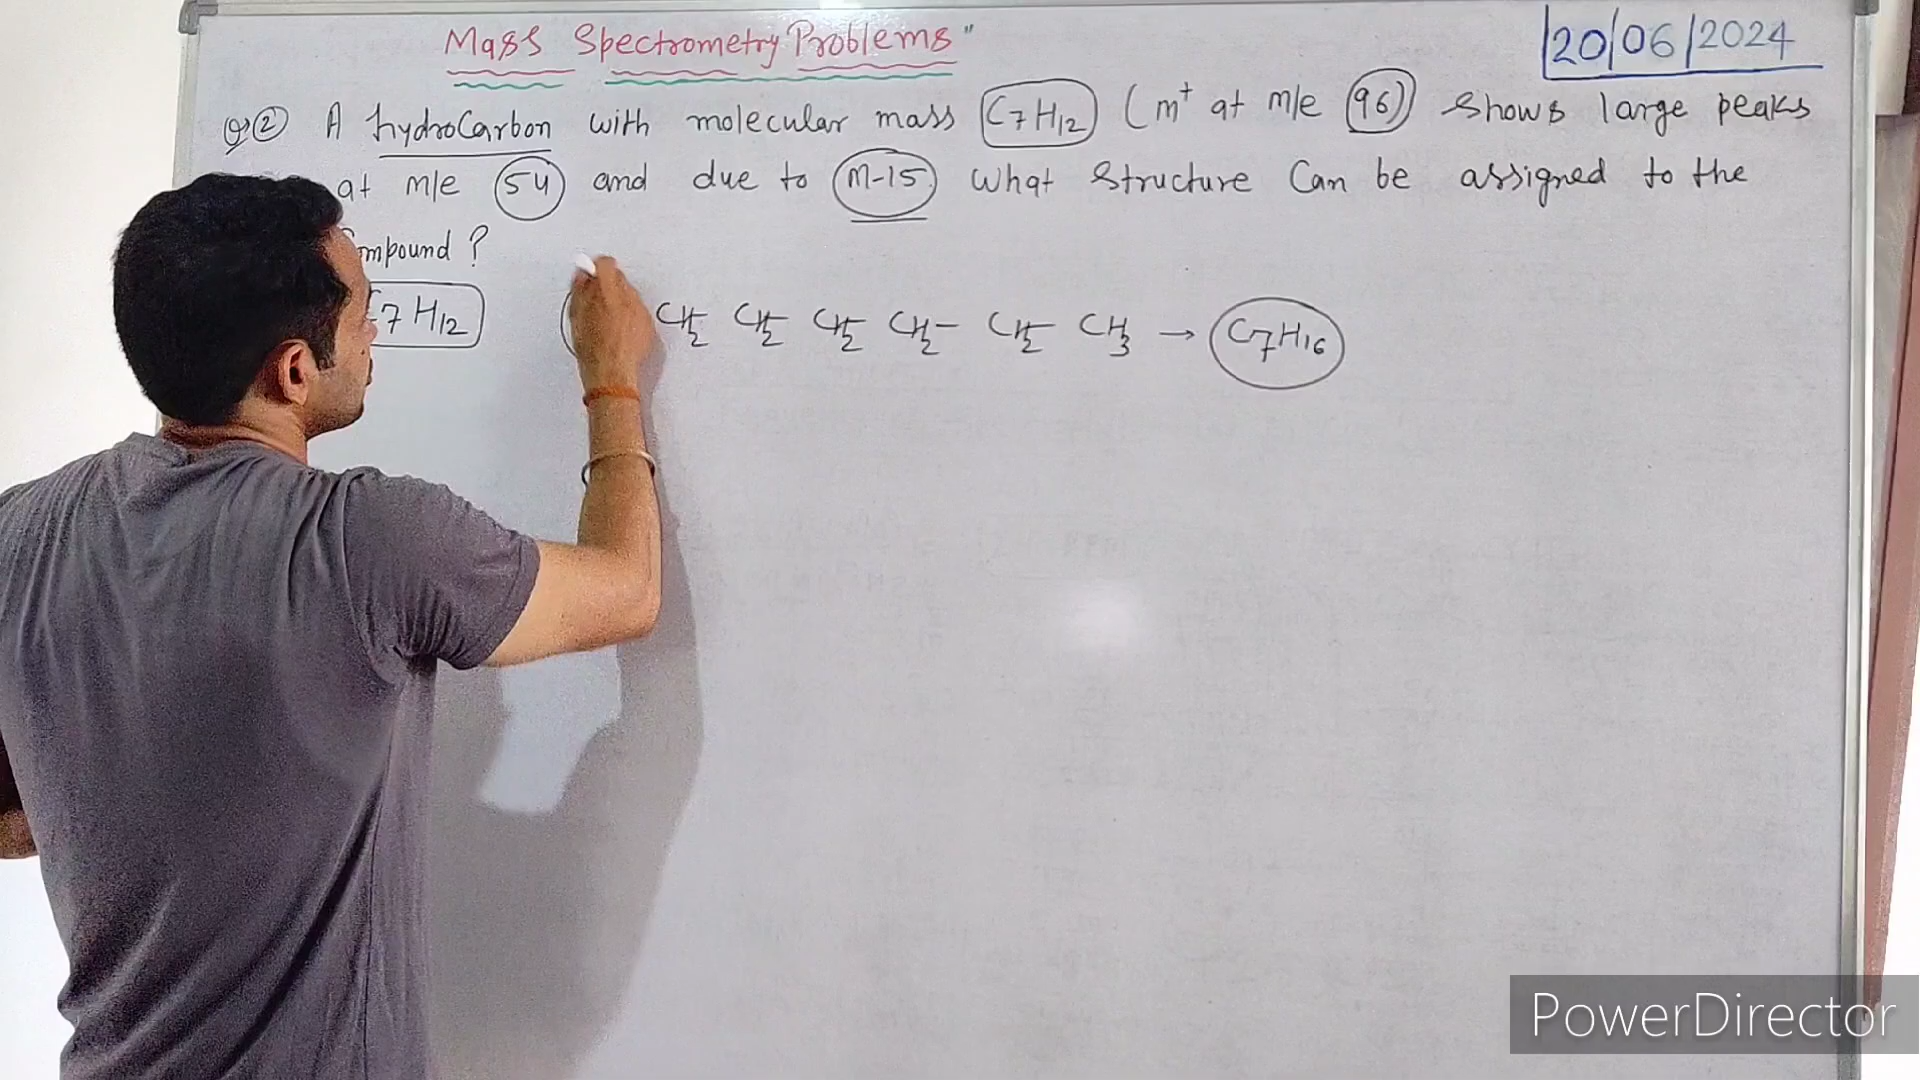 Mass Spectrometry Problems"
20/06/2024
Q② A hydroCarbon with molecular mass C7H12 (m+ at m/e 96) shows large peaks
at m/e 54 and due to M-15. What Structure Can be assigned to the
Compound ?
C7H12 CH2 CH2 CH2 CH2- CH2 CH3 → C7H16
PowerDirector